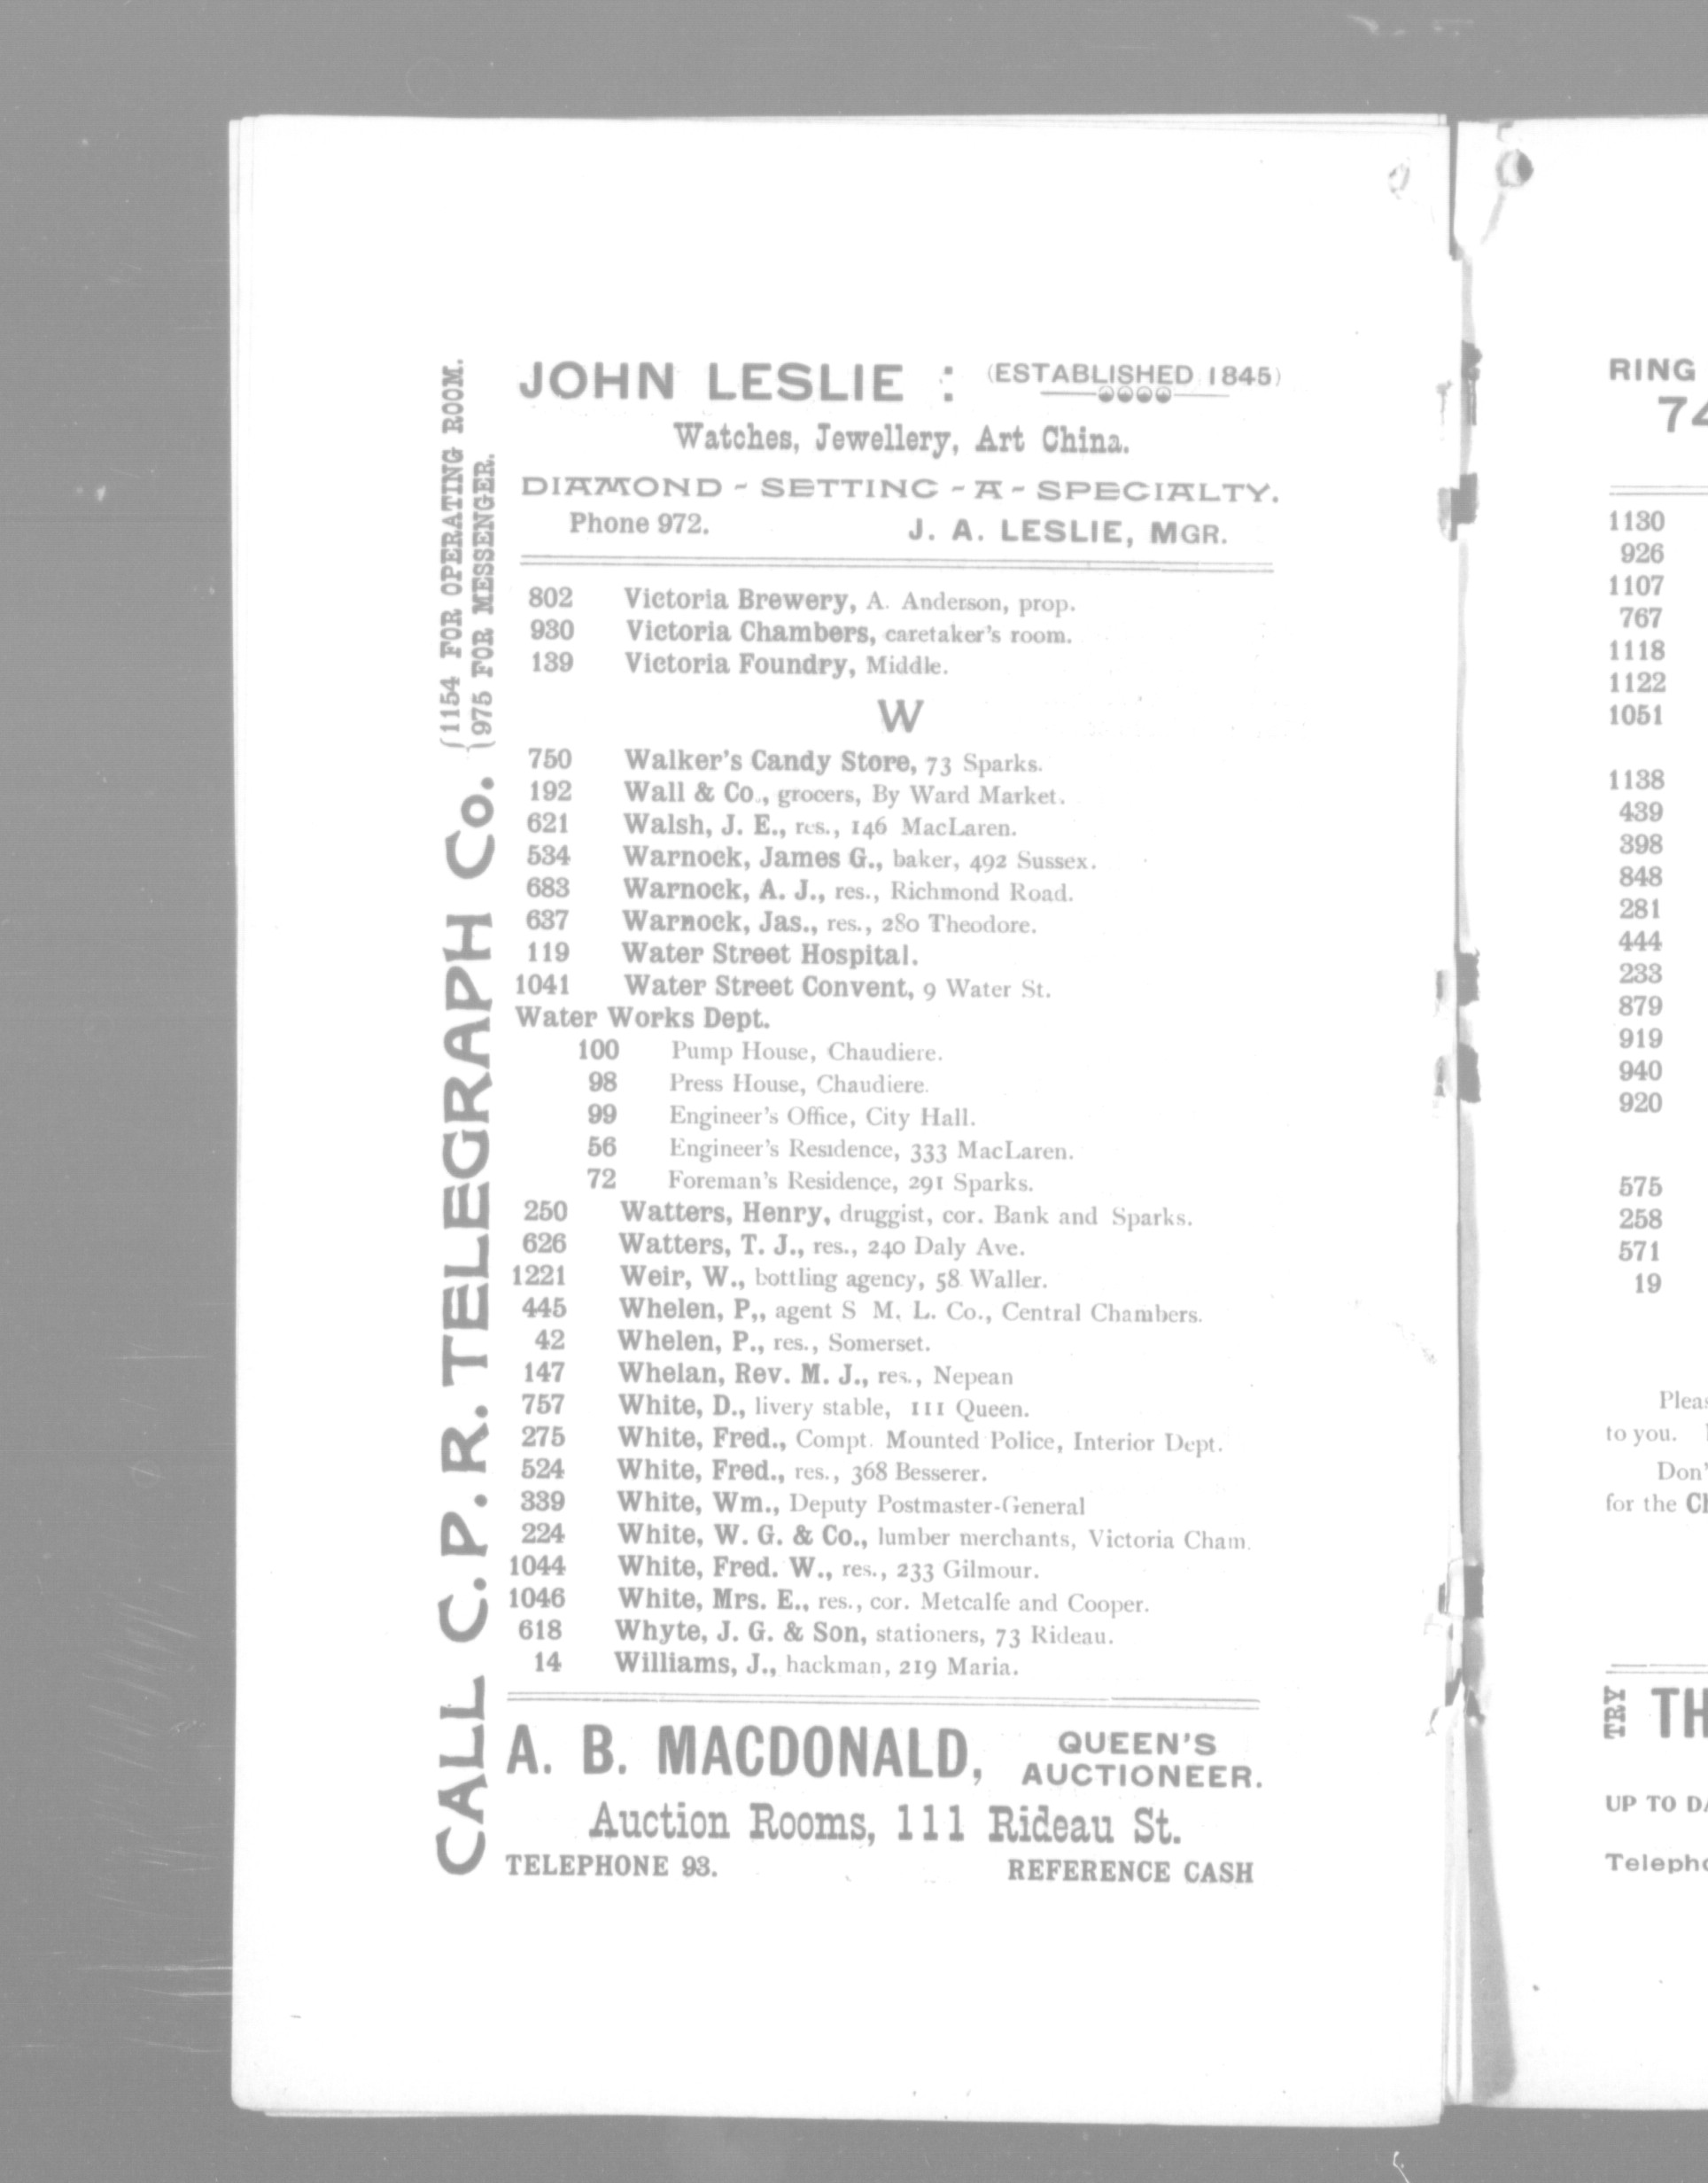 CALL C. P. R. TELEGRAPH Co. {1154 FOR OPERATING ROOM.
{975 FOR MESSENGER.
JOHN LESLIE : (ESTABLISHED 1845)
Watches, Jewellery, Art China.
DIAMOND - SETTING - A - SPECIALTY.
Phone 972. J. A. LESLIE, MGR.
802 Victoria Brewery, A. Anderson, prop.
930 Victoria Chambers, caretaker's room.
139 Victoria Foundry, Middle.
W
750 Walker's Candy Store, 73 Sparks.
192 Wall & Co., grocers, By Ward Market.
621 Walsh, J. E., res., 146 MacLaren.
534 Warnock, James G., baker, 492 Sussex.
683 Warnock, A. J., res., Richmond Road.
637 Warnock, Jas., res., 280 Theodore.
119 Water Street Hospital.
1041 Water Street Convent, 9 Water St.
Water Works Dept.
100 Pump House, Chaudiere.
98 Press House, Chaudiere.
99 Engineer's Office, City Hall.
56 Engineer's Residence, 333 MacLaren.
72 Foreman's Residence, 291 Sparks.
250 Watters, Henry, druggist, cor. Bank and Sparks.
626 Watters, T. J., res., 240 Daly Ave.
1221 Weir, W., bottling agency, 58 Waller.
445 Whelen, P,, agent S M. L. Co., Central Chambers.
42 Whelen, P., res., Somerset.
147 Whelan, Rev. M. J., res., Nepean
757 White, D., livery stable, 111 Queen.
275 White, Fred., Compt. Mounted Police, Interior Dept.
524 White, Fred., res., 368 Besserer.
339 White, Wm., Deputy Postmaster-General
224 White, W. G. & Co., lumber merchants, Victoria Cham.
1044 White, Fred. W., res., 233 Gilmour.
1046 White, Mrs. E., res., cor. Metcalfe and Cooper.
618 Whyte, J. G. & Son, stationers, 73 Rideau.
14 Williams, J., hackman, 219 Maria.
A. B. MACDONALD, QUEEN'S
AUCTIONEER.
Auction Rooms, 111 Rideau St.
TELEPHONE 93. REFERENCE CASH
RING
74
1130
926
1107
767
1118
1122
1051
1138
439
398
848
281
444
233
879
919
940
920
575
258
571
19
Pleas
to you.
Don'
for the Cl
TRY TH
UP TO DA
Telepho